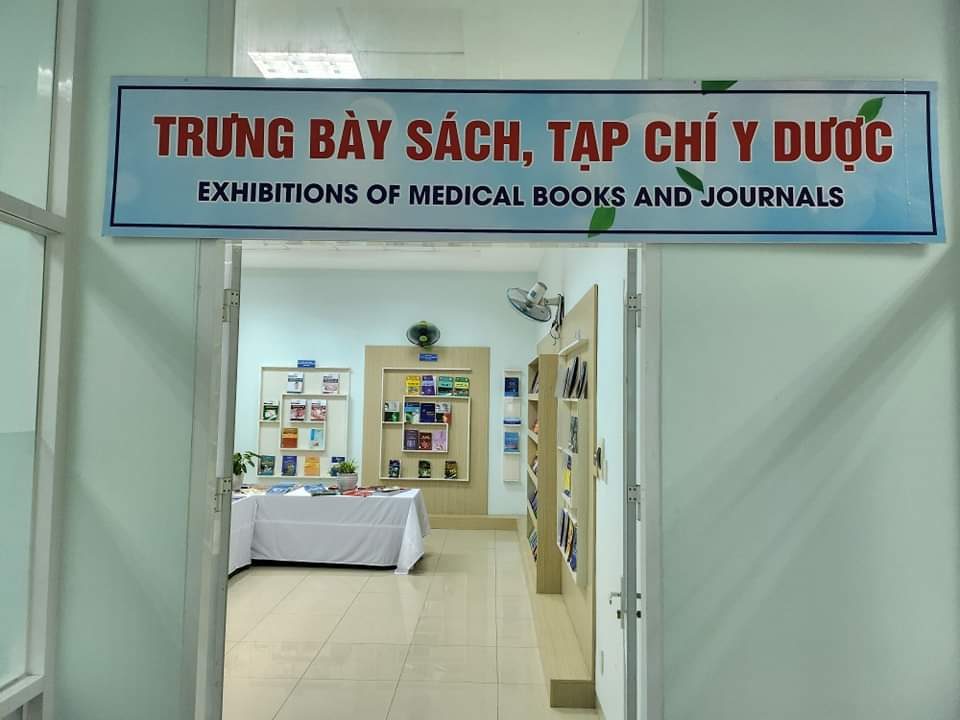 TRƯNG BÀY SÁCH, TẠP CHÍ Y DƯỢC
EXHIBITIONS OF MEDICAL BOOKS AND JOURNALS